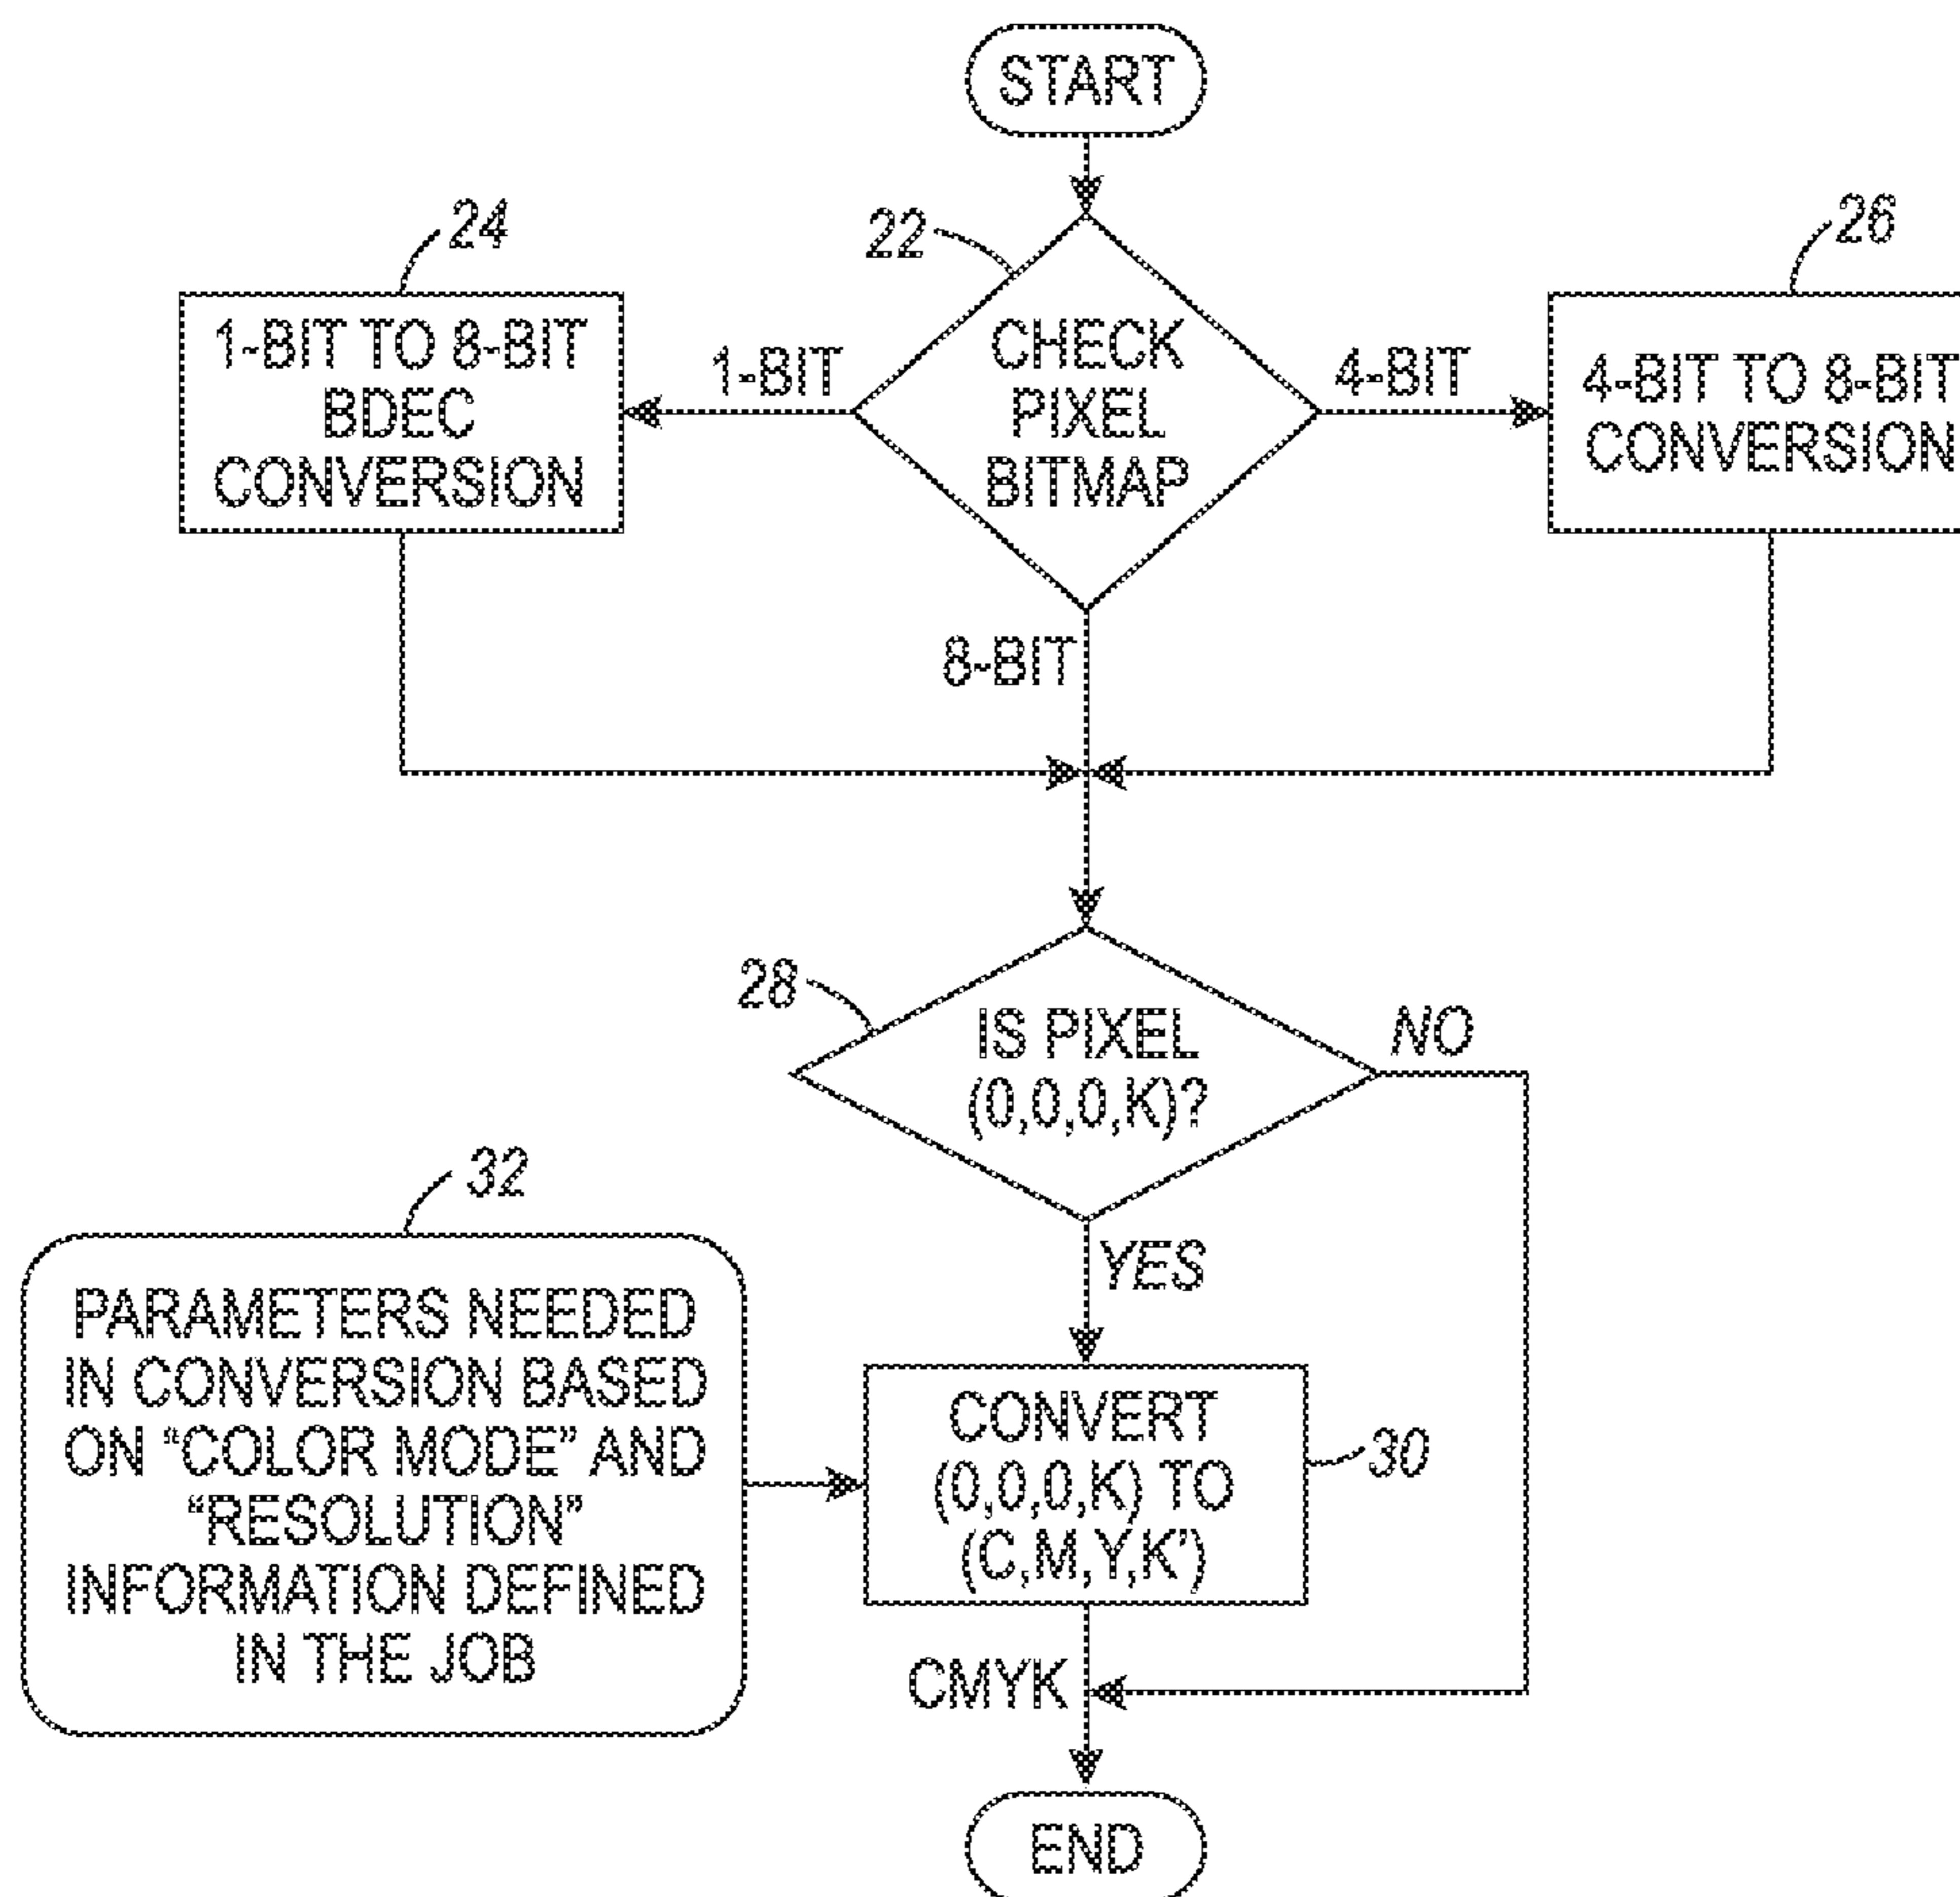 START
24
22
26
1-BIT TO 8-BIT
BDEC
CONVERSION
1-BIT
CHECK
PIXEL
BITMAP
4-BIT
4-BIT TO 8-BIT
CONVERSION
8-BIT
28
IS PIXEL
(0,0,0,K)?
NO
32
YES
PARAMETERS NEEDED
IN CONVERSION BASED
ON “COLOR MODE” AND
“RESOLUTION”
INFORMATION DEFINED
IN THE JOB
CONVERT
(0,0,0,K) TO
(C,M,Y,K’)
30
CMYK
END